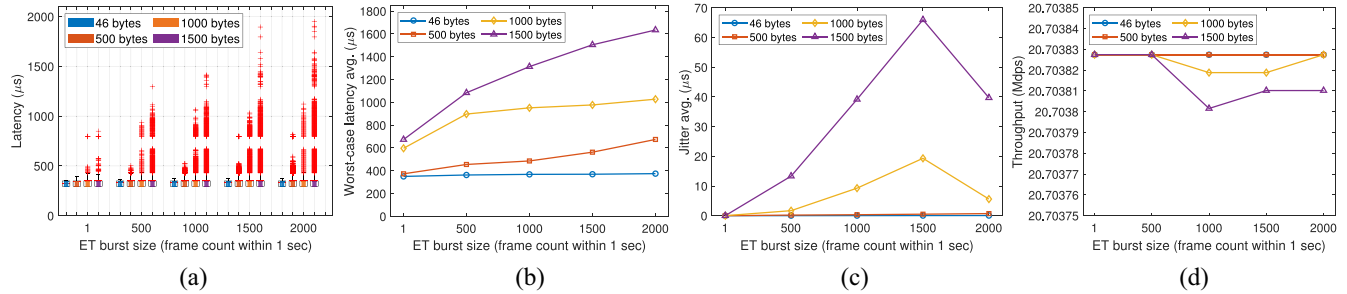 46 bytes
1000 bytes
500 bytes
1500 bytes
Latency (μs)
2000
1500
1000
500
0
1 500 1000 1500 2000
ET burst size (frame count within 1 sec)
(a)
46 bytes
1000 bytes
500 bytes
1500 bytes
Worst-case latency avg. (μs)
1800
1600
1400
1200
1000
800
600
400
200
0
1 500 1000 1500 2000
ET burst size (frame count within 1 sec)
(b)
46 bytes
1000 bytes
500 bytes
1500 bytes
Jitter avg. (μs)
70
60
50
40
30
20
10
0
1 500 1000 1500 2000
ET burst size (frame count within 1 sec)
(c)
46 bytes
1000 bytes
500 bytes
1500 bytes
Throughput (Mdps)
20.70385
20.70384
20.70383
20.70382
20.70381
20.70380
20.70379
20.70378
20.70377
20.70376
20.70375
1 500 1000 1500 2000
ET burst size (frame count within 1 sec)
(d)